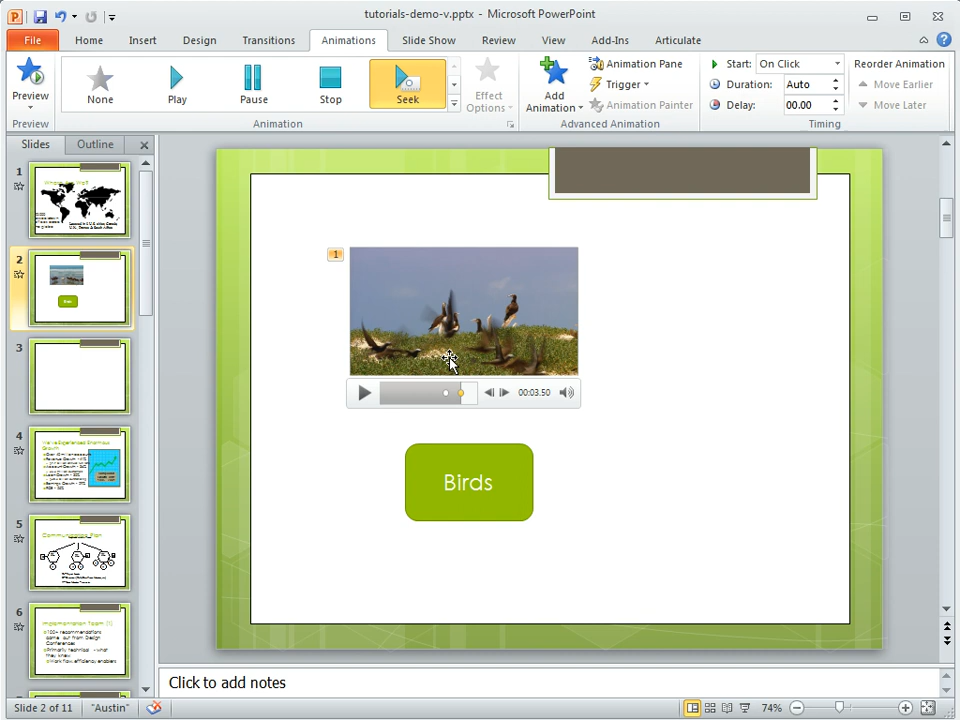 tutorials-demo-v.pptx - Microsoft PowerPoint
File Home Insert Design Transitions Animations Slide Show Review View Add-Ins Articulate
Preview
None Play Pause Stop Seek
Effect Options
Add Animation
Animation Pane
Trigger
Animation Painter
Start: On Click
Duration: Auto
Delay: 00.00
Reorder Animation
Move Earlier
Move Later
Preview Animation Advanced Animation Timing
Slides Outline
1
2
3
4
5
6
1
00:03.50
Birds
Click to add notes
Slide 2 of 11 "Austin" 74%